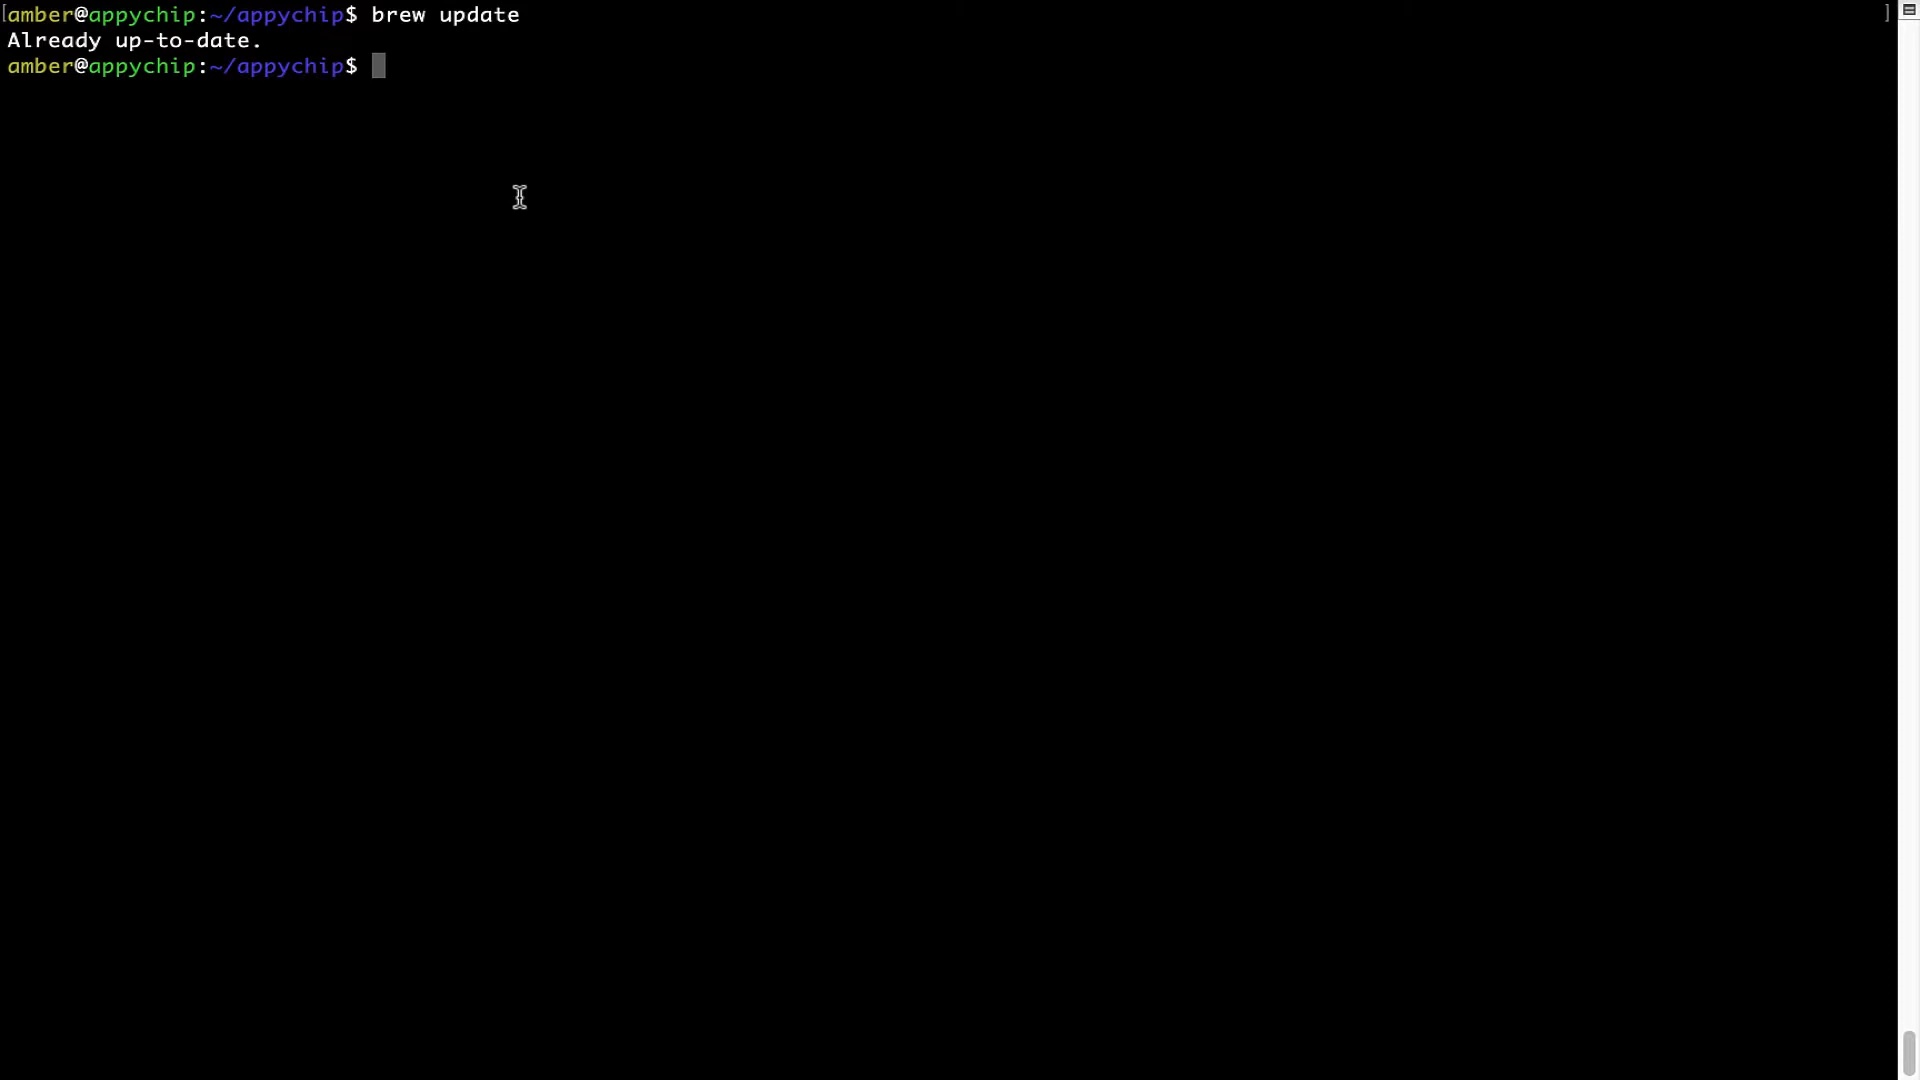 [amber@appychip:~/appychip$ brew update ]
Already up-to-date.
amber@appychip:~/appychip$